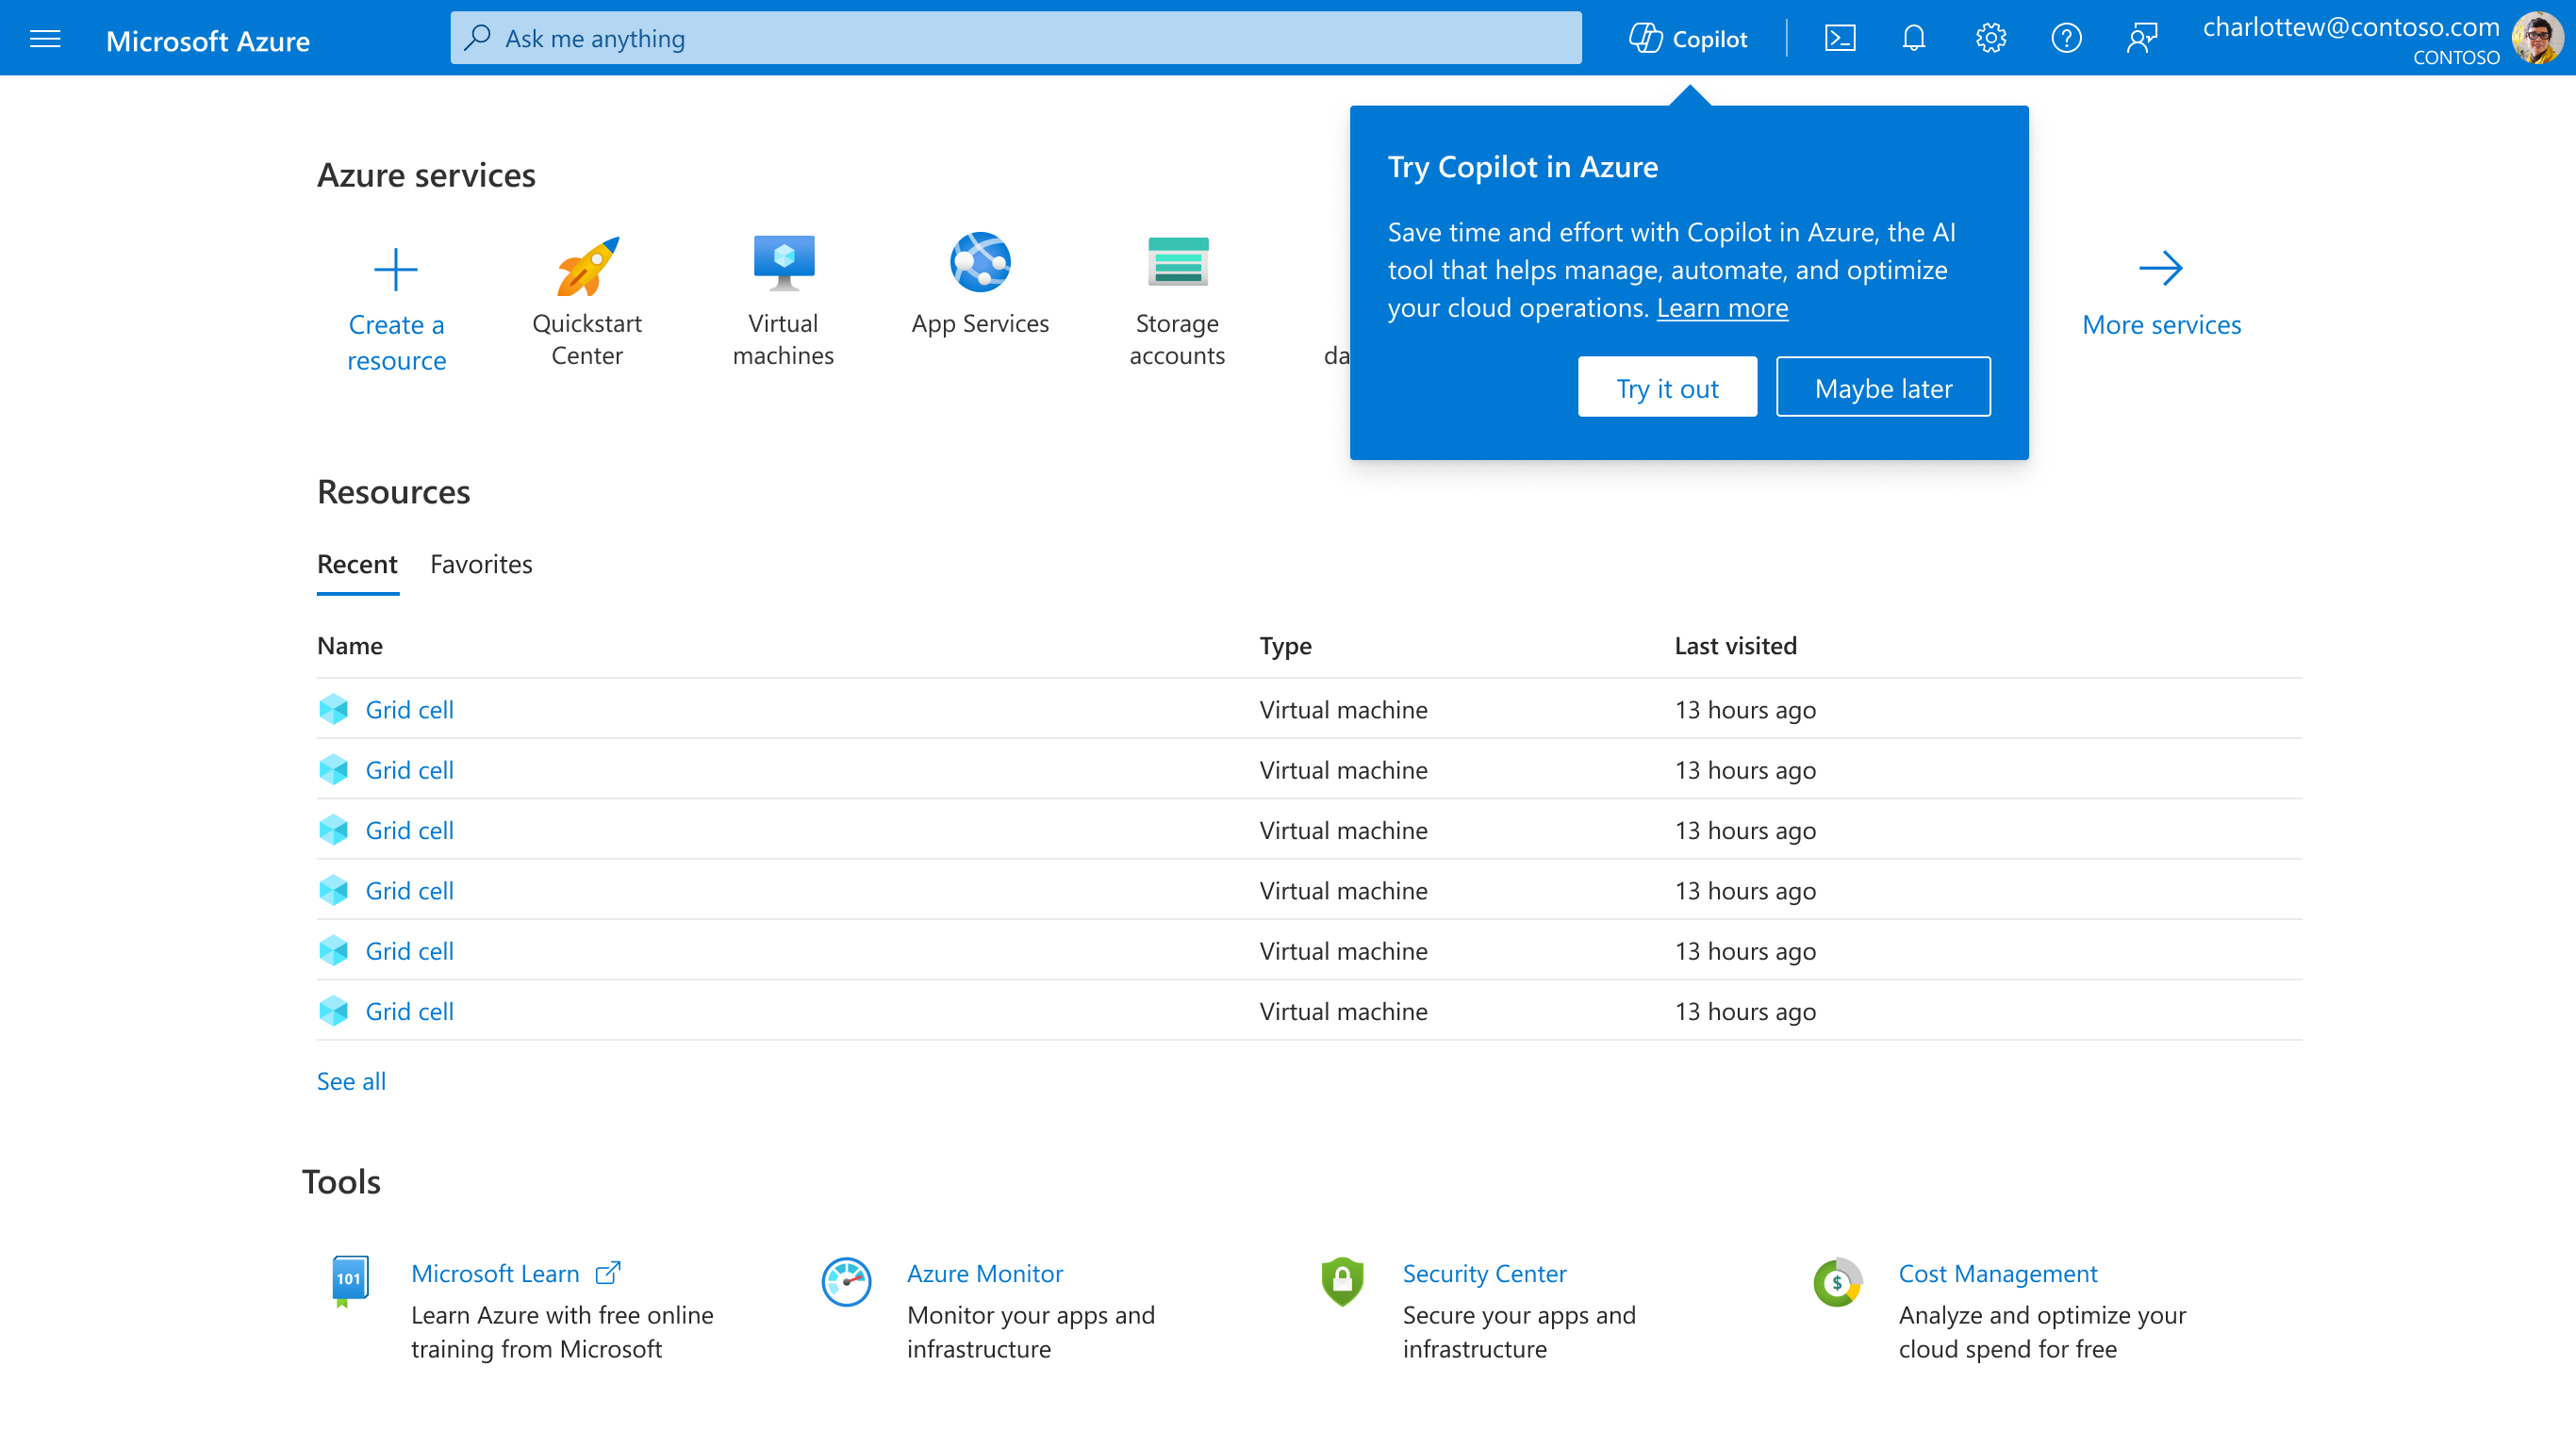 Microsoft Azure
Ask me anything
Copilot
charlottew@contoso.com
CONTOSO
Try Copilot in Azure
Save time and effort with Copilot in Azure, the AI
tool that helps manage, automate, and optimize
your cloud operations. Learn more
Try it out
Maybe later
Azure services
Create a
resource
Quickstart
Center
Virtual
machines
App Services
Storage
accounts
da
More services
Resources
Recent
Favorites
Name
Type
Last visited
Grid cell
Virtual machine
13 hours ago
Grid cell
Virtual machine
13 hours ago
Grid cell
Virtual machine
13 hours ago
Grid cell
Virtual machine
13 hours ago
Grid cell
Virtual machine
13 hours ago
Grid cell
Virtual machine
13 hours ago
See all
Tools
101
Microsoft Learn
Learn Azure with free online
training from Microsoft
Azure Monitor
Monitor your apps and
infrastructure
Security Center
Secure your apps and
infrastructure
$
Cost Management
Analyze and optimize your
cloud spend for free